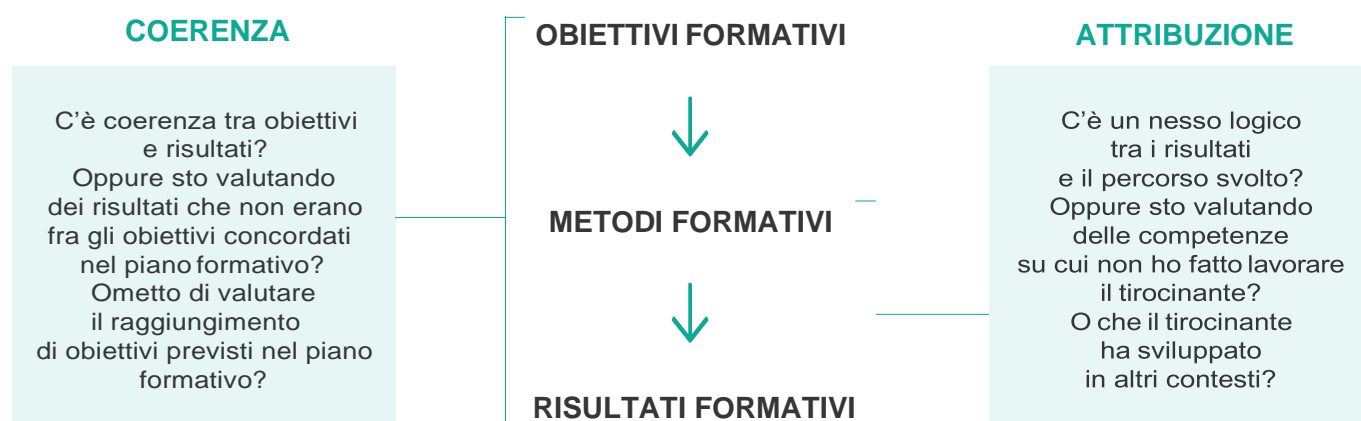 COERENZA
C'è coerenza tra obiettivi
e risultati?
Oppure sto valutando
dei risultati che non erano
fra gli obiettivi concordati
nel piano formativo?
Ometto di valutare
il raggiungimento
di obiettivi previsti nel piano
formativo?
OBIETTIVI FORMATIVI
METODI FORMATIVI
RISULTATI FORMATIVI
ATTRIBUZIONE
C'è un nesso logico
tra i risultati
e il percorso svolto?
Oppure sto valutando
delle competenze
su cui non ho fatto lavorare
il tirocinante?
O che il tirocinante
ha sviluppato
in altri contesti?